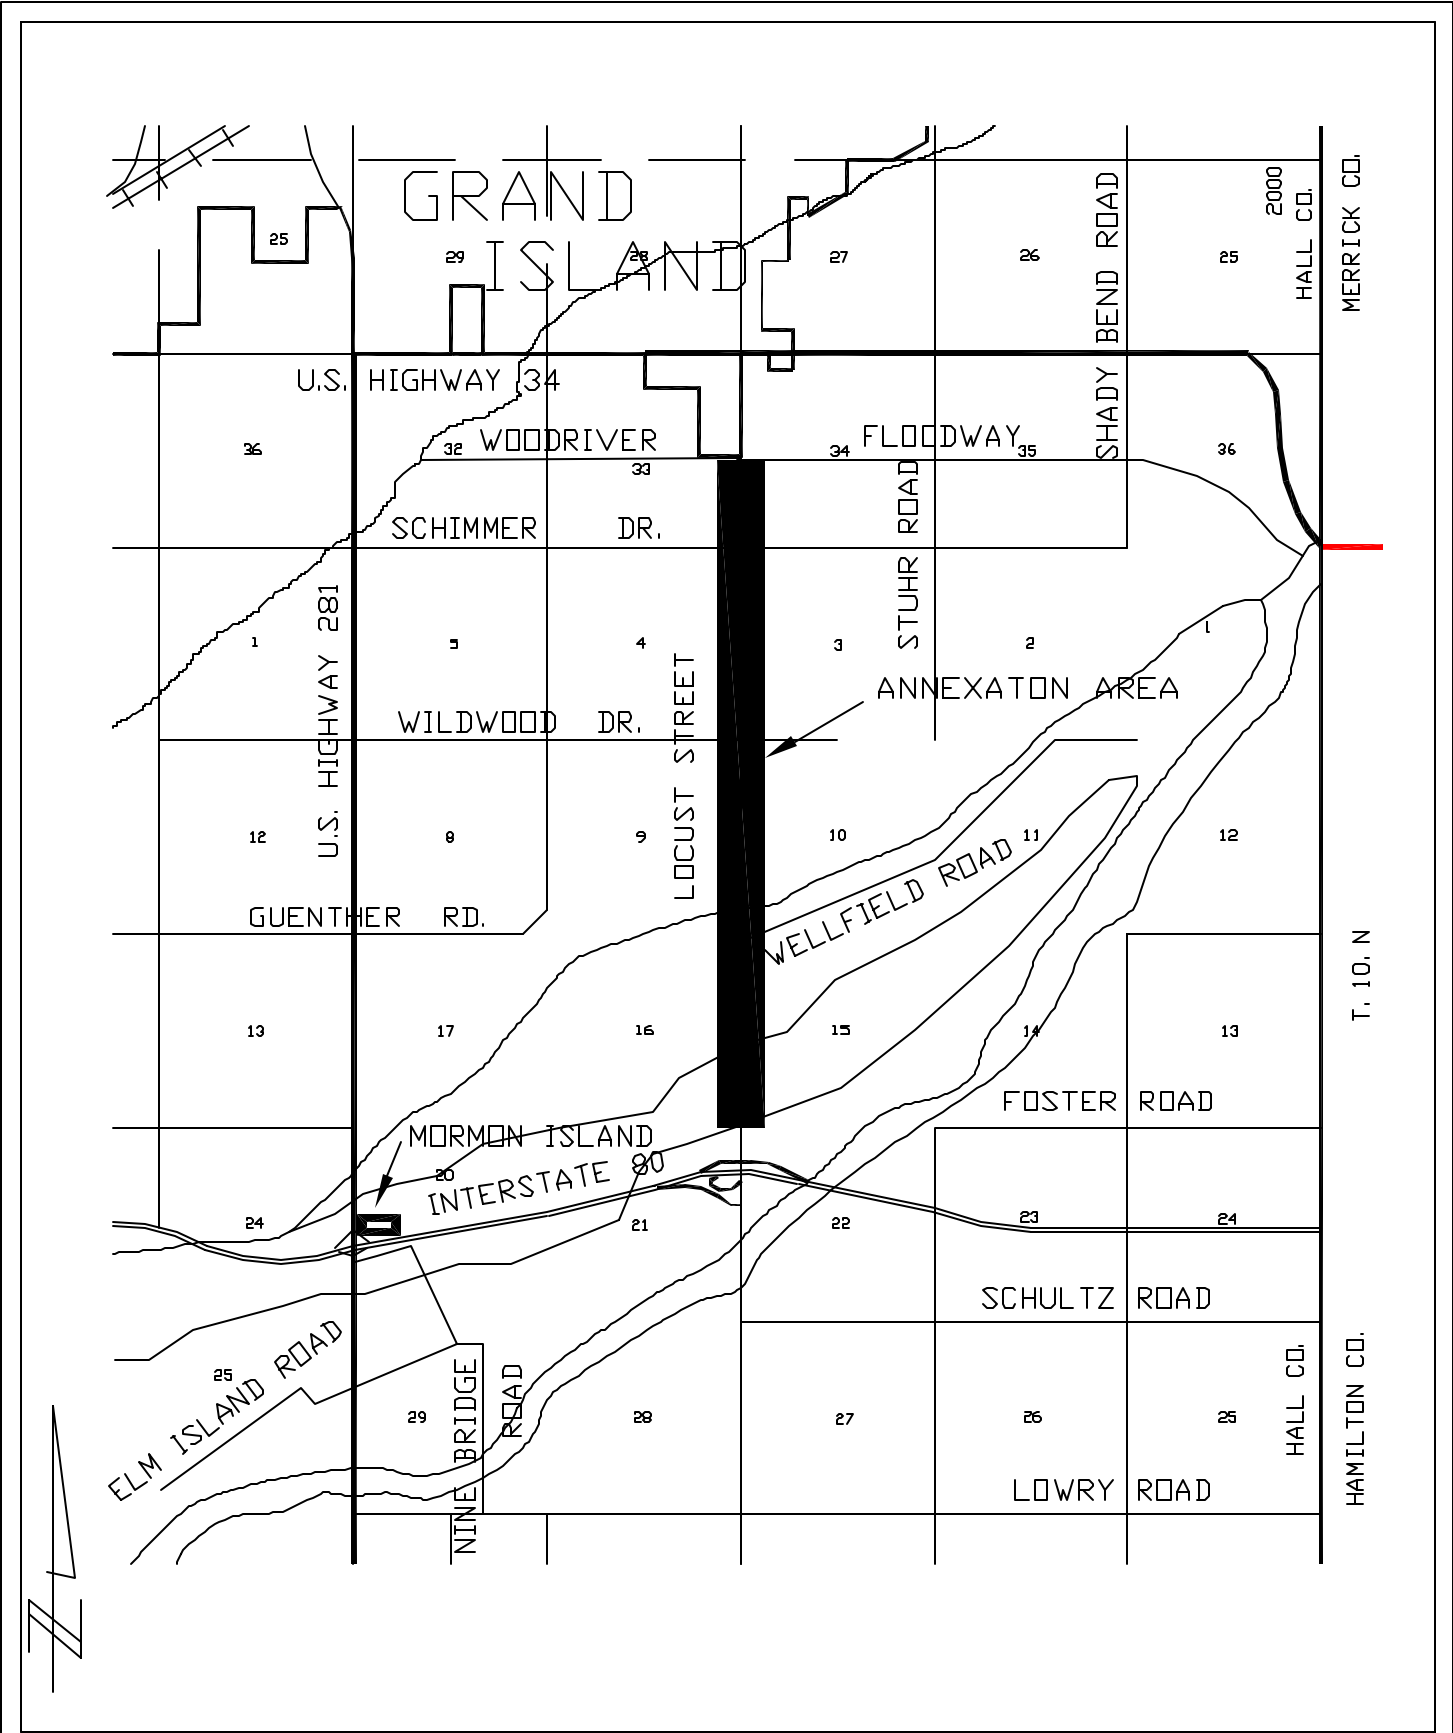 GRAND
ISLAND
2000
HALL CO.
MERRICK CO.
SHADY BEND ROAD
25
29
28
27
26
25
U.S. HIGHWAY 34
36
32
WOODRIVER
33
34
FLOODWAY
35
36
SCHIMMER DR.
STUHR ROAD
U.S. HIGHWAY 281
1
5
4
3
2
1
LOCUST STREET
ANNEXATON AREA
WILDWOOD DR.
12
8
9
10
11
12
WELLFIELD ROAD
GUENTHER RD.
T. 10. N
13
17
16
15
14
13
FOSTER ROAD
MORMON ISLAND
20
INTERSTATE 80
24
21
22
23
24
SCHULTZ ROAD
ELM ISLAND ROAD
25
NINE BRIDGE
ROAD
HALL CO.
HAMILTON CO.
29
28
27
26
25
LOWRY ROAD
N